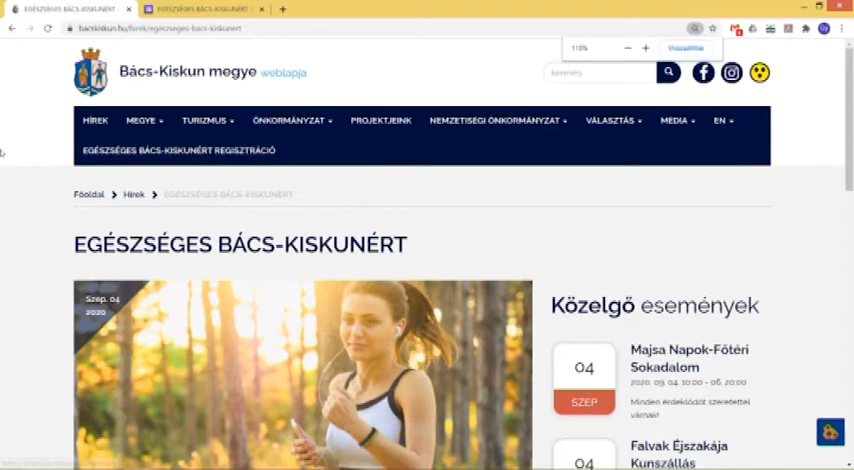 EGÉSZSÉGES BÁCS-KISKUNÉRT
EGÉSZSÉGES BÁCS-KISKUNÉRT
bacskiskun.hu/hirek/egeszseges-bacs-kiskunert
110%
Visszaállítás
Bács-Kiskun megye weblapja
keresés
HÍREK MEGYE TURIZMUS ÖNKORMÁNYZAT PROJEKTJEINK NEMZETISÉGI ÖNKORMÁNYZAT VÁLASZTÁS MÉDIA EN
EGÉSZSÉGES BÁCS-KISKUNÉRT REGISZTRÁCIÓ
Főoldal Hírek EGÉSZSÉGES BÁCS-KISKUNÉRT
EGÉSZSÉGES BÁCS-KISKUNÉRT
Szep. 04
2020
Közelgő események
04
SZEP
Majsa Napok-Főtéri
Sokadalom
2020. 09. 04. 10:00 - 06. 20:00
Minden érdeklődőt szeretettel
várnak!
04
Falvak Éjszakája
Kunszállás